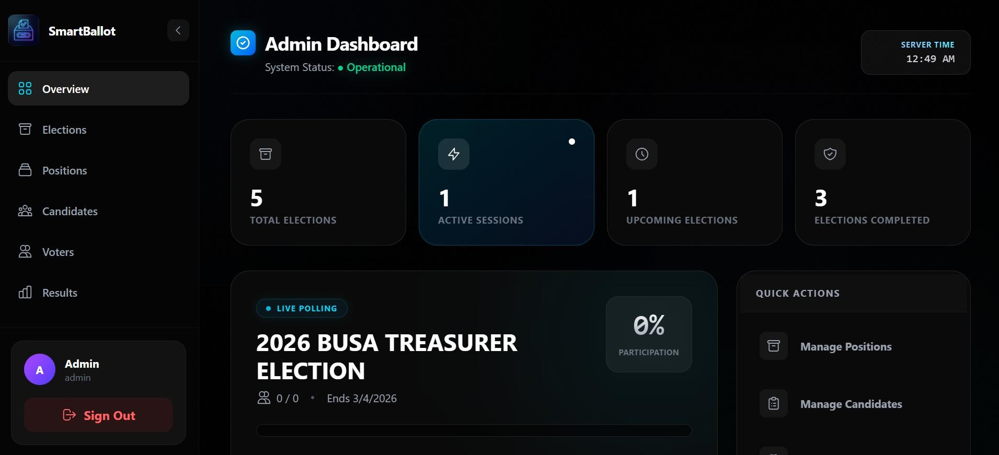 SmartBallot
Overview
Elections
Positions
Candidates
Voters
Results
A
Admin
admin
Sign Out
Admin Dashboard
System Status: ● Operational
SERVER TIME
12:49 AM
5
TOTAL ELECTIONS
1
ACTIVE SESSIONS
1
UPCOMING ELECTIONS
3
ELECTIONS COMPLETED
LIVE POLLING
2026 BUSA TREASURER
ELECTION
0 / 0 • Ends 3/4/2026
0%
PARTICIPATION
QUICK ACTIONS
Manage Positions
Manage Candidates